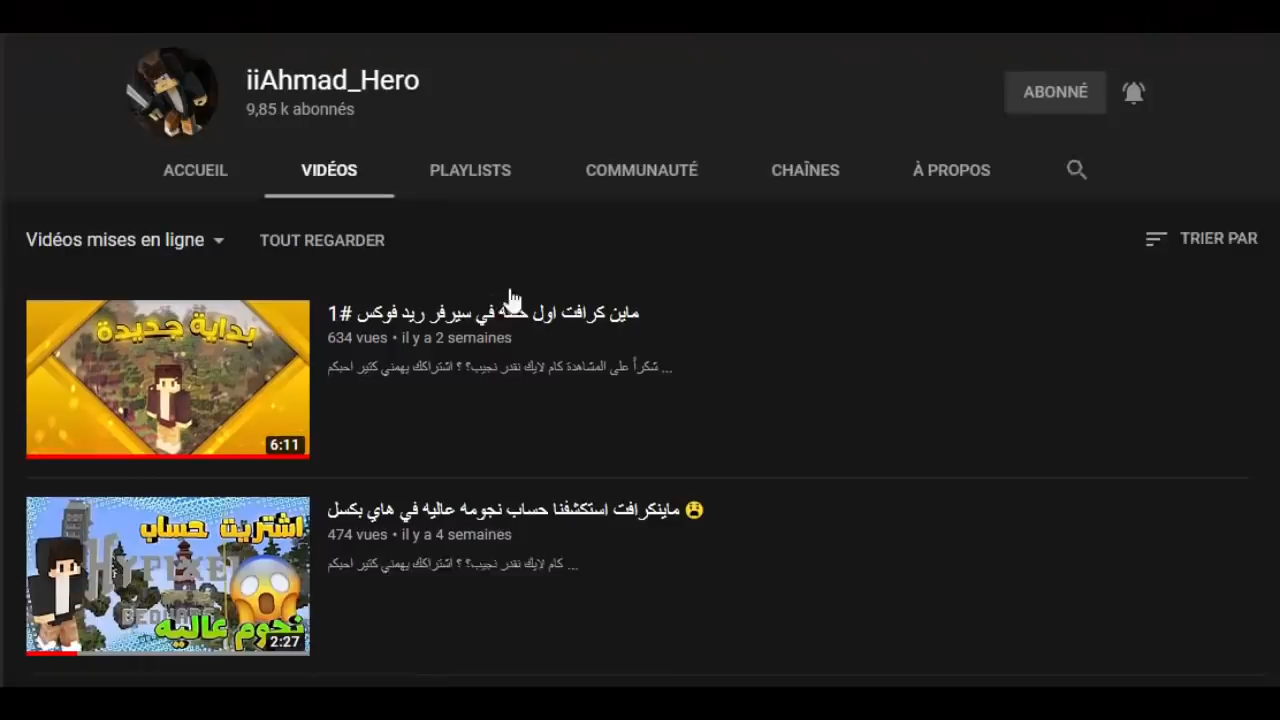 iiAhmad_Hero
9,85 k abonnés
ABONNÉ
ACCUEIL VIDÉOS PLAYLISTS COMMUNAUTÉ CHAÎNES À PROPOS
Vidéos mises en ligne TOUT REGARDER TRIER PAR
بداية جديدة
6:11
ماين كرافت اول في سيرفر ريد فوكس #1
634 vues • il y a 2 semaines
شكراً على المشاهدة كام لايك نقدر نجيب؟ ؟ اشتراكك يهمني كتير احبكم ...
اشتريت حساب
HYPIXEL
BEDWARS
نجوم عاليه
2:27
ماينكرافت استكشفنا حساب نجومه عاليه في هاي بكسل 😫
474 vues • il y a 4 semaines
كام لايك نقدر نجيب؟ ؟ اشتراكك يهمني كتير احبكم ...